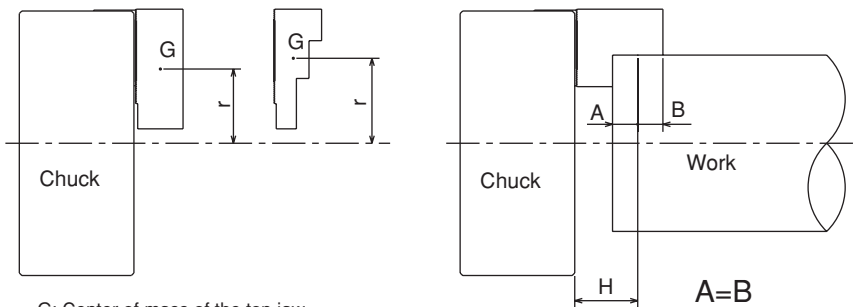 G
r
G
r
Chuck
A
B
Chuck
Work
H
A=B
G: Center of mass of the top jaw